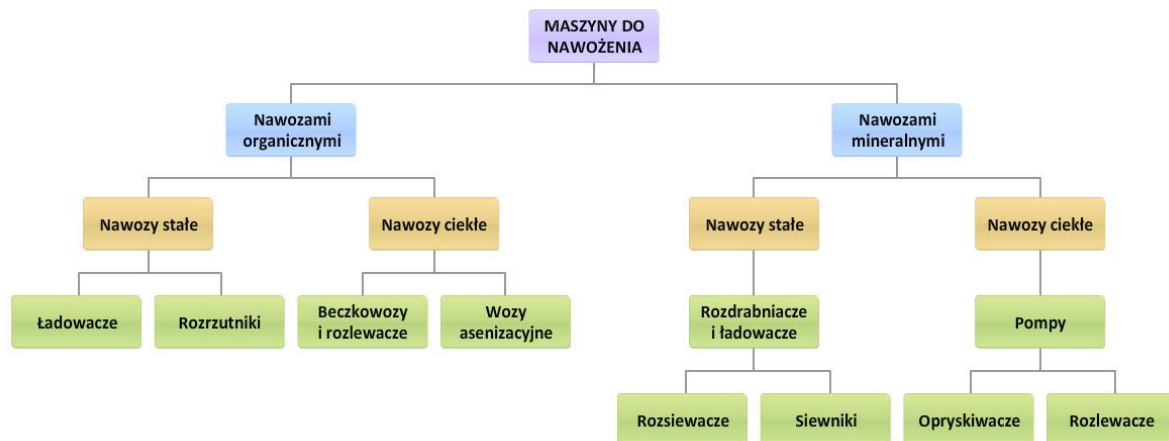 MASZYNY DO
NAWOŻENIA
Nawozami
organicznymi
Nawozami
mineralnymi
Nawozy stałe
Nawozy ciekłe
Nawozy stałe
Nawozy ciekłe
Ładowacze
Rozrzutniki
Beczkowozy
i rozlewacze
Wozy
asenizacyjne
Rozdrabniacze
i ładowacze
Pompy
Rozsiewacze
Siewniki
Opryskiwacze
Rozlewacze